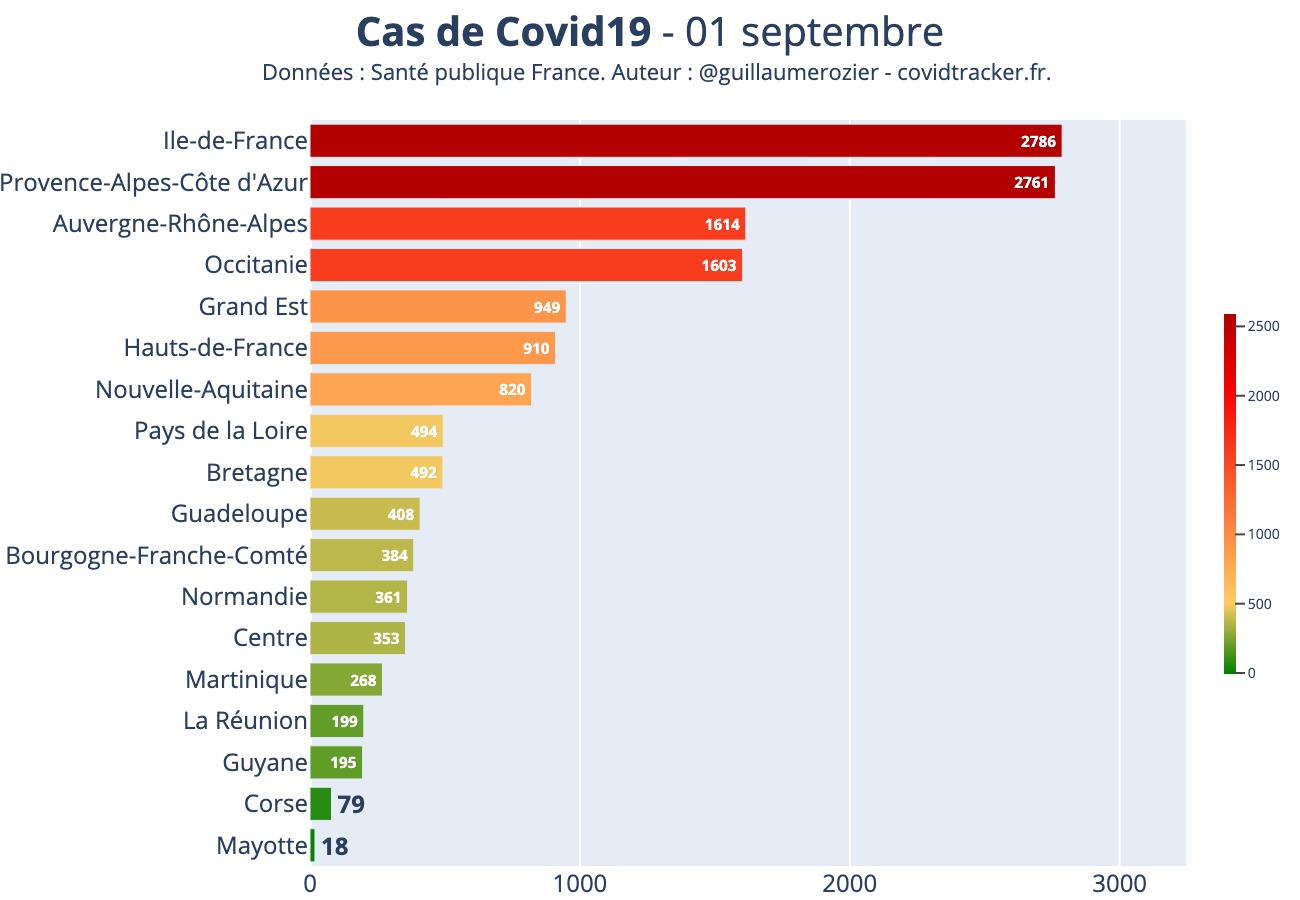 Cas de Covid19 - 01 septembre
Données : Santé publique France. Auteur : @guillaumerozier - covidtracker.fr.
Ile-de-France 2786
Provence-Alpes-Côte d'Azur 2761
Auvergne-Rhône-Alpes 1614
Occitanie 1603
Grand Est 949
Hauts-de-France 910
Nouvelle-Aquitaine 820
Pays de la Loire 494
Bretagne 492
Guadeloupe 408
Bourgogne-Franche-Comté 384
Normandie 361
Centre 353
Martinique 268
La Réunion 199
Guyane 195
Corse 79
Mayotte 18
0 1000 2000 3000
2500
2000
1500
1000
500
0